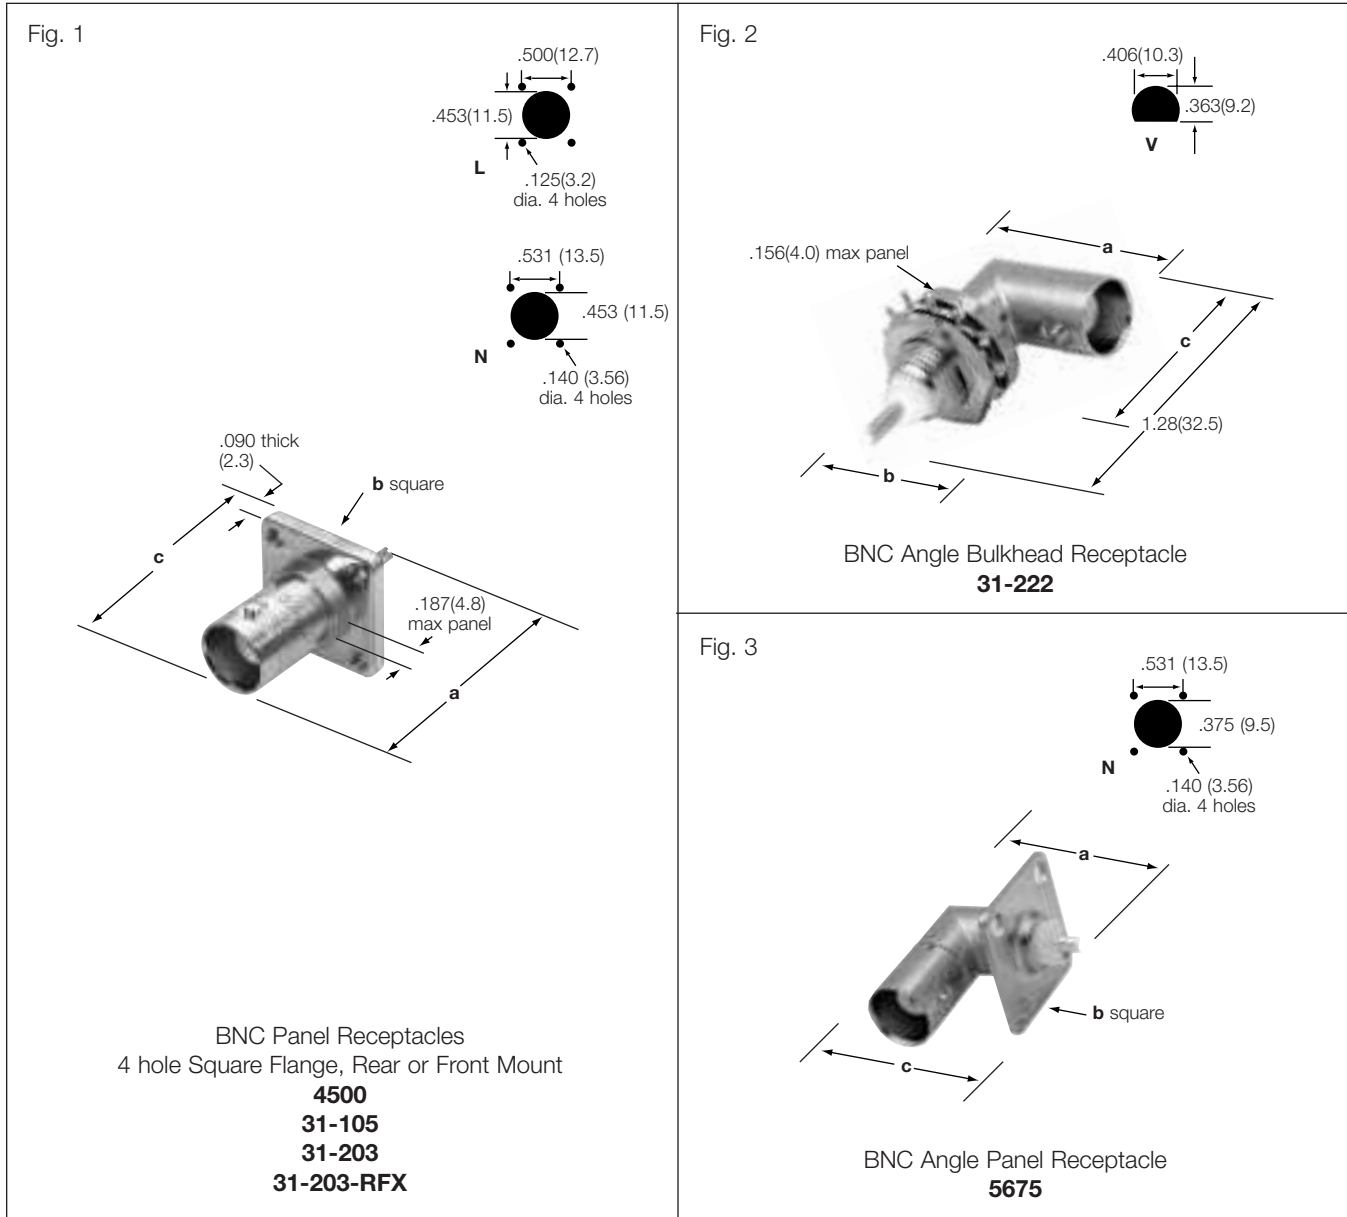 Fig. 1
.500(12.7)
.453(11.5)
L
.125(3.2)
dia. 4 holes
.531 (13.5)
.453 (11.5)
N
.140 (3.56)
dia. 4 holes
.090 thick
(2.3)
b square
c
.187(4.8)
max panel
a
BNC Panel Receptacles
4 hole Square Flange, Rear or Front Mount
4500
31-105
31-203
31-203-RFX
Fig. 2
.406(10.3)
.363(9.2)
V
a
.156(4.0) max panel
c
1.28(32.5)
b
BNC Angle Bulkhead Receptacle
31-222
Fig. 3
.531 (13.5)
.375 (9.5)
N
.140 (3.56)
dia. 4 holes
a
b square
c
BNC Angle Panel Receptacle
5675